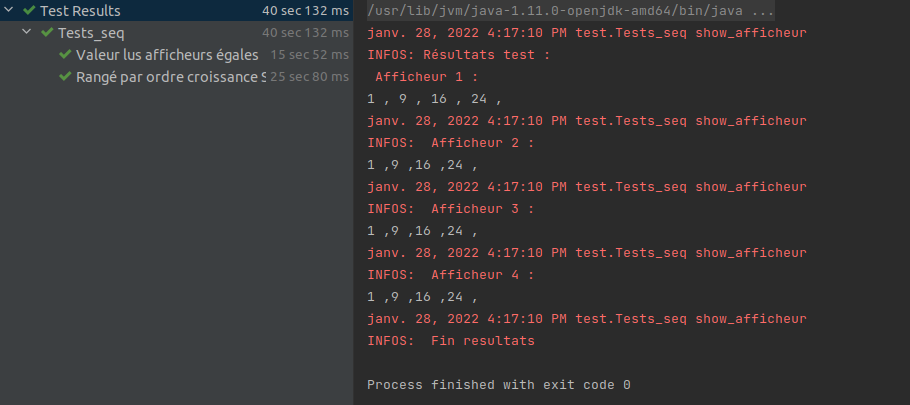 Test Results 40 sec 132 ms
Tests_seq 40 sec 132 ms
Valeur lus afficheurs égales 15 sec 52 ms
Rangé par ordre croissance 25 sec 80 ms
/usr/lib/jvm/java-1.11.0-openjdk-amd64/bin/java ...
janv. 28, 2022 4:17:10 PM test.Tests_seq show_afficheur
INFOS: Résultats test :
Afficheur 1 :
1 , 9 , 16 , 24 ,
janv. 28, 2022 4:17:10 PM test.Tests_seq show_afficheur
INFOS:  Afficheur 2 :
1 ,9 ,16 ,24 ,
janv. 28, 2022 4:17:10 PM test.Tests_seq show_afficheur
INFOS:  Afficheur 3 :
1 ,9 ,16 ,24 ,
janv. 28, 2022 4:17:10 PM test.Tests_seq show_afficheur
INFOS:  Afficheur 4 :
1 ,9 ,16 ,24 ,
janv. 28, 2022 4:17:10 PM test.Tests_seq show_afficheur
INFOS:  Fin resultats
Process finished with exit code 0